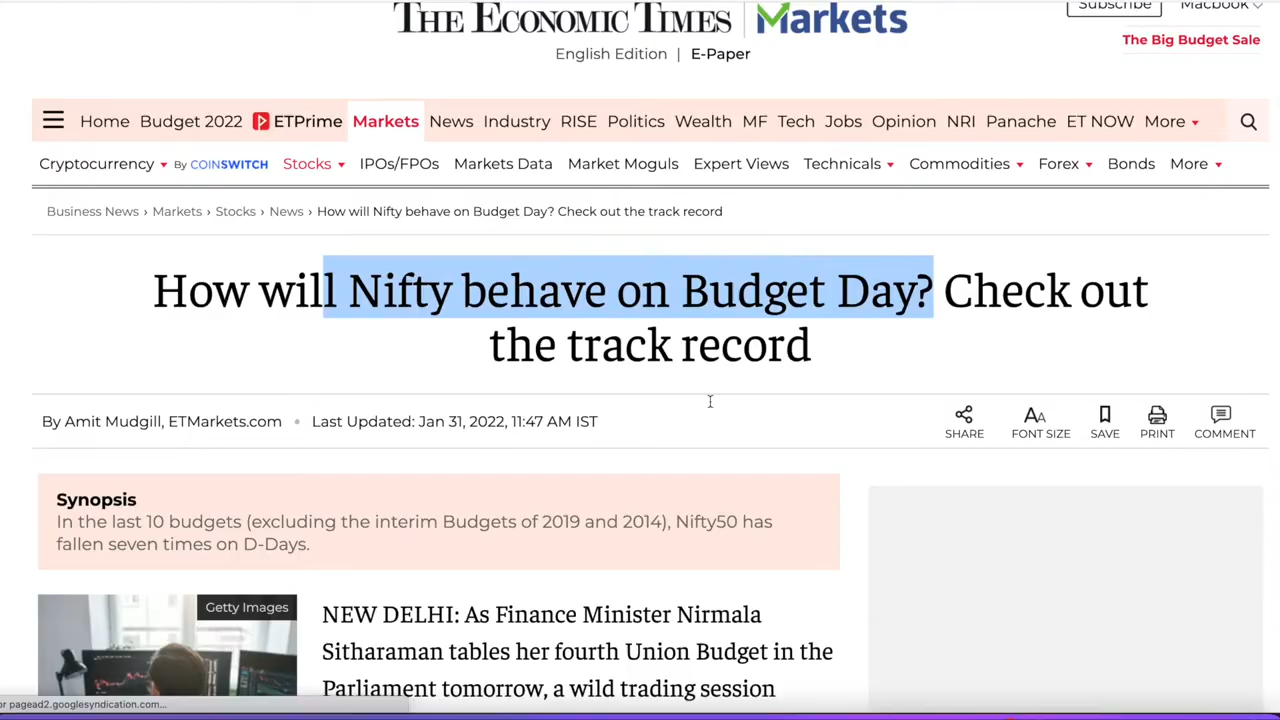 THE ECONOMIC TIMES Markets
Subscribe Macbook
English Edition | E-Paper
The Big Budget Sale
Home Budget 2022 ETPrime Markets News Industry RISE Politics Wealth MF Tech Jobs Opinion NRI Panache ET NOW More
Cryptocurrency By COINSWITCH Stocks IPOs/FPOs Markets Data Market Moguls Expert Views Technicals Commodities Forex Bonds More
Business News › Markets › Stocks › News › How will Nifty behave on Budget Day? Check out the track record
How will Nifty behave on Budget Day? Check out
the track record
By Amit Mudgill, ETMarkets.com • Last Updated: Jan 31, 2022, 11:47 AM IST
SHARE FONT SIZE SAVE PRINT COMMENT
Synopsis
In the last 10 budgets (excluding the interim Budgets of 2019 and 2014), Nifty50 has
fallen seven times on D-Days.
Getty Images
NEW DELHI: As Finance Minister Nirmala
Sitharaman tables her fourth Union Budget in the
Parliament tomorrow, a wild trading session
or pagead2.googlesyndication.com...